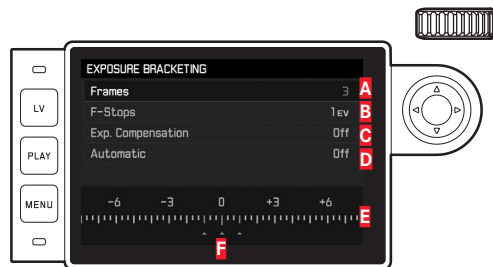 EXPOSURE BRACKETING
Frames 3 A
F-Stops 1EV B
Exp. Compensation Off C
Automatic Off D
-6 -3 0 +3 +6
E
F
LV
PLAY
MENU